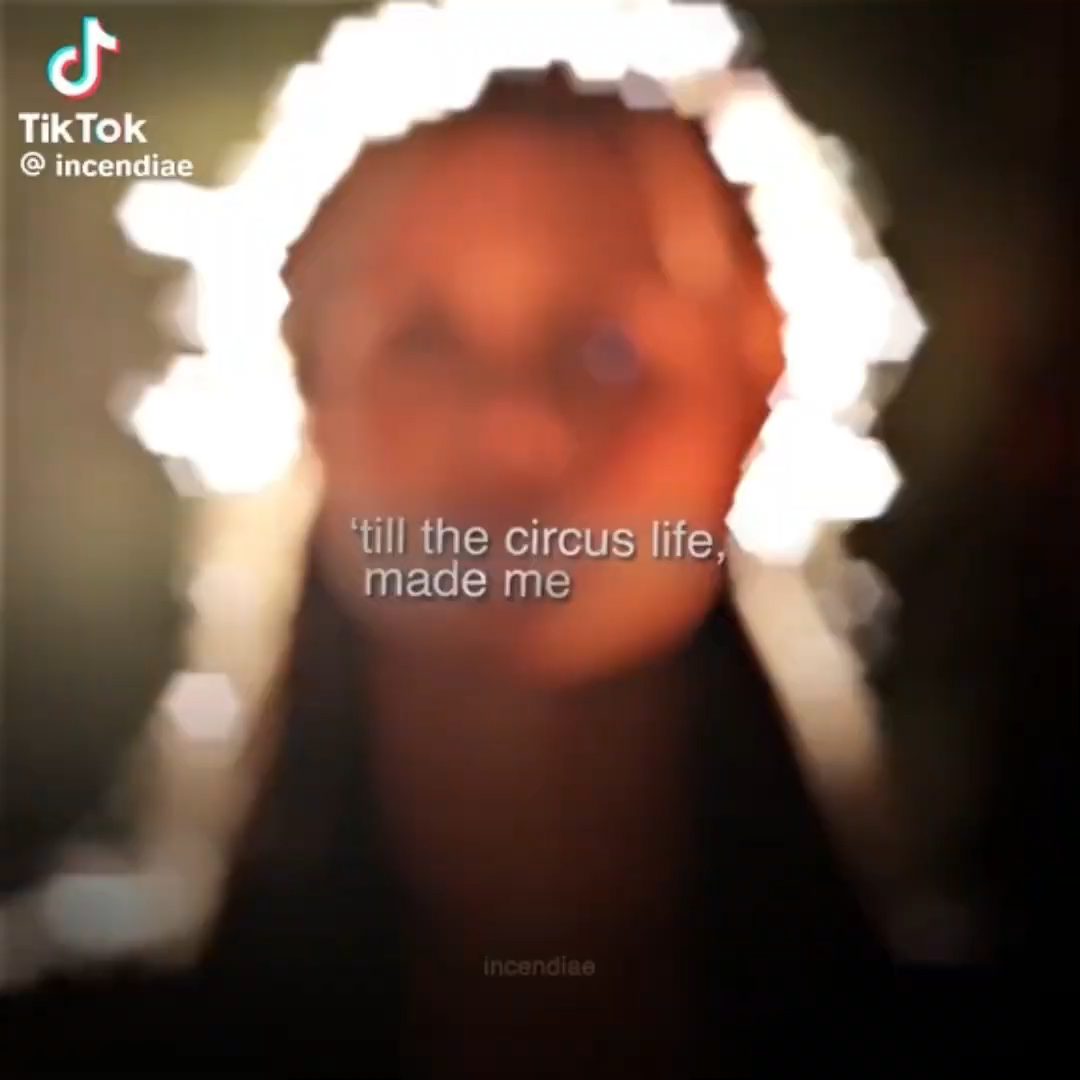 TikTok
@ incendiae
‘till the circus life,
made me
incendiae